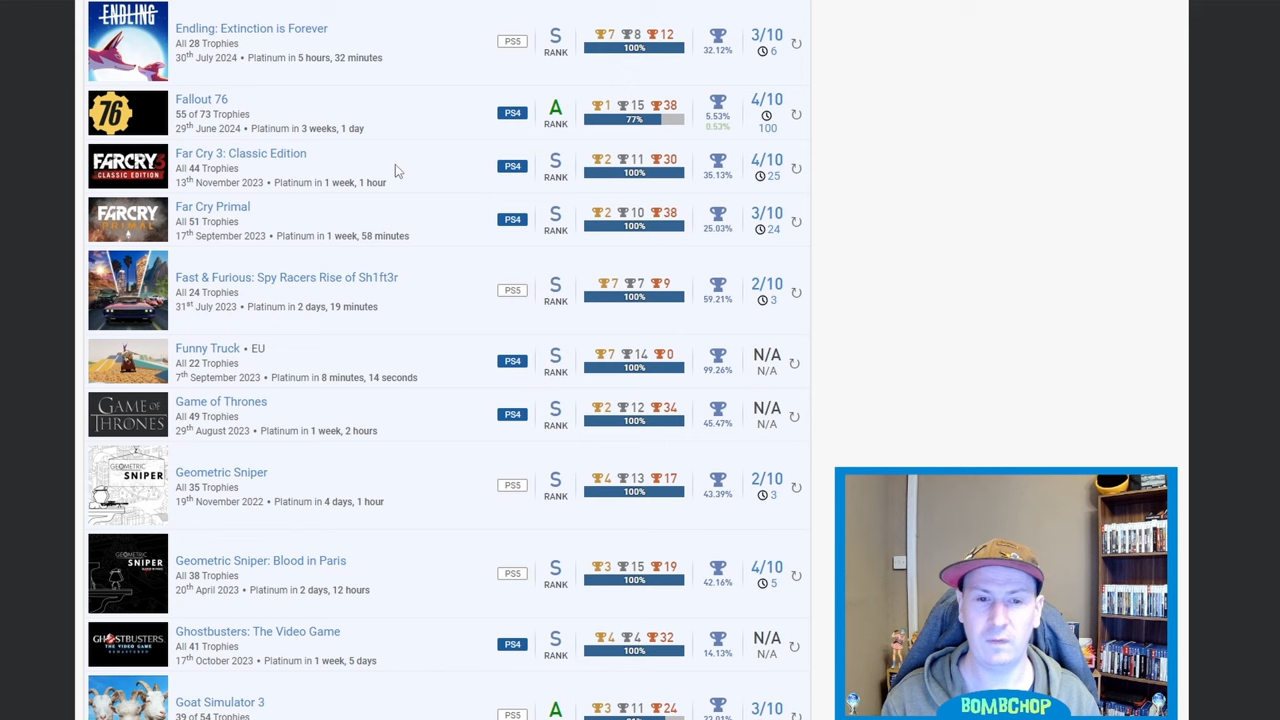 ENDLING
Endling: Extinction is Forever
All 28 Trophies
30th July 2024 • Platinum in 5 hours, 32 minutes
PS5
S
RANK
7 8 12
100%
32.12%
3/10
6
76
Fallout 76
55 of 73 Trophies
29th June 2024 • Platinum in 3 weeks, 1 day
PS4
A
RANK
1 15 38
77%
5.53%
0.53%
4/10
100
FARCRY3
CLASSIC EDITION
Far Cry 3: Classic Edition
All 44 Trophies
13th November 2023 • Platinum in 1 week, 1 hour
PS4
S
RANK
2 11 30
100%
35.13%
4/10
25
FARCRY
PRIMAL
Far Cry Primal
All 51 Trophies
17th September 2023 • Platinum in 1 week, 58 minutes
PS4
S
RANK
2 10 38
100%
25.03%
3/10
24
Fast & Furious: Spy Racers Rise of Sh1ft3r
All 24 Trophies
31st July 2023 • Platinum in 2 days, 19 minutes
PS5
S
RANK
7 7 9
100%
59.21%
2/10
3
Funny Truck • EU
All 22 Trophies
7th September 2023 • Platinum in 8 minutes, 14 seconds
PS4
S
RANK
7 14 0
100%
99.26%
N/A
N/A
GAME OF
THRONES
Game of Thrones
All 49 Trophies
29th August 2023 • Platinum in 1 week, 2 hours
PS4
S
RANK
2 12 34
100%
45.47%
N/A
N/A
GEOMETRIC
SNIPER
Geometric Sniper
All 35 Trophies
19th November 2022 • Platinum in 4 days, 1 hour
PS5
S
RANK
4 13 17
100%
43.39%
2/10
3
GEOMETRIC
SNIPER
Geometric Sniper: Blood in Paris
All 38 Trophies
20th April 2023 • Platinum in 2 days, 12 hours
PS5
S
RANK
3 15 19
100%
42.16%
4/10
5
GHOSTBUSTERS
THE VIDEO GAME
REMASTERED
Ghostbusters: The Video Game
All 41 Trophies
17th October 2023 • Platinum in 1 week, 5 days
PS4
S
RANK
4 4 32
100%
14.13%
N/A
N/A
Goat Simulator 3
39 of 54 Trophies
PS5
A
RANK
3 11 24
3/10
BOMBCHOP